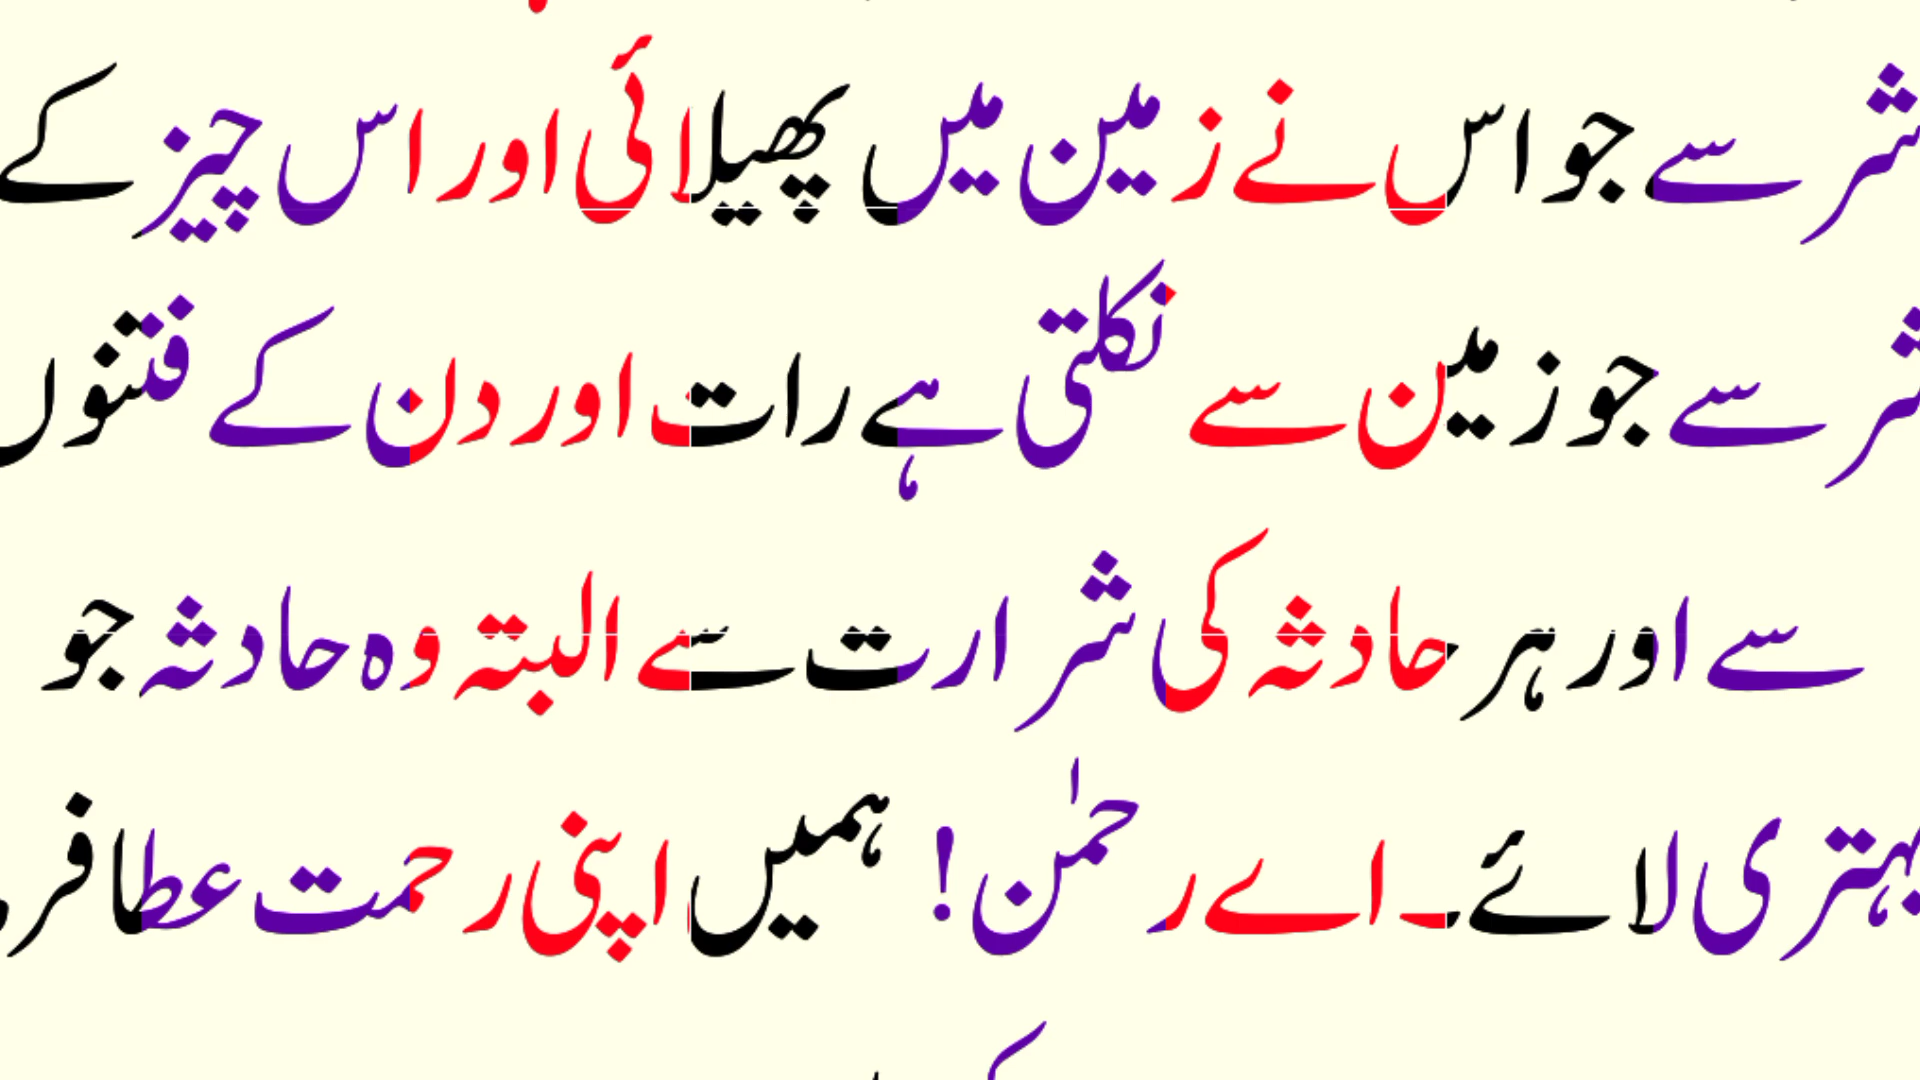 شر سے جو اس نے زمین میں پھیلائی اور اس چیز کے
شر سے جو زمین سے نکلتی ہے رات اور دن کے فتنوں
سے اور ہر حادثہ کی شرارت سے البتہ وہ حادثہ جو
بہتری لائے۔ اے رحمٰن! ہمیں اپنی رحمت عطا فر